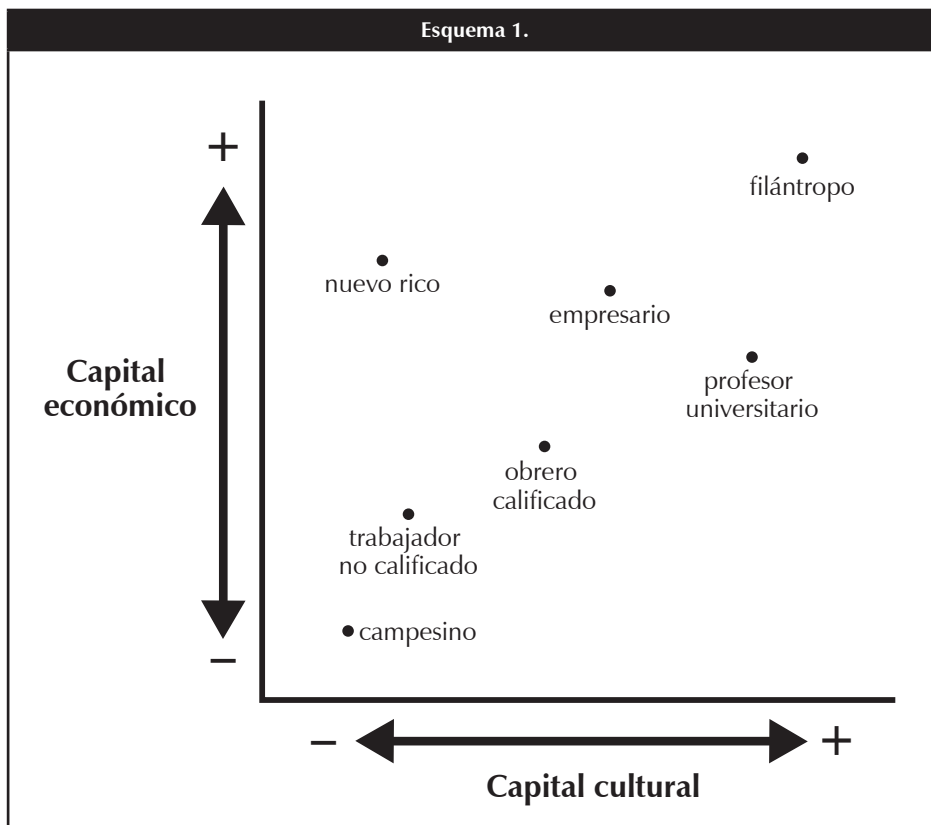 Esquema 1.
+
filántropo
nuevo rico
empresario
Capital
económico
profesor
universitario
obrero
calificado
trabajador
no calificado
campesino
–
– +
Capital cultural